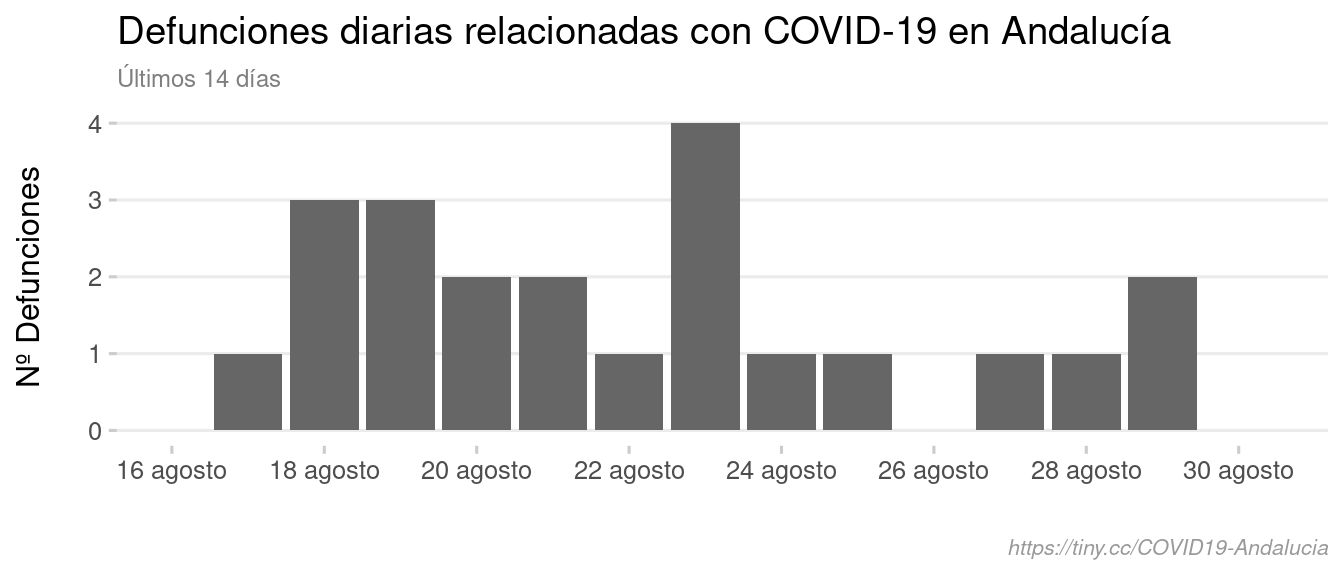 Defunciones diarias relacionadas con COVID-19 en Andalucía
Últimos 14 días
Nº Defunciones
4
3
2
1
0
16 agosto 18 agosto 20 agosto 22 agosto 24 agosto 26 agosto 28 agosto 30 agosto
https://tiny.cc/COVID19-Andalucia